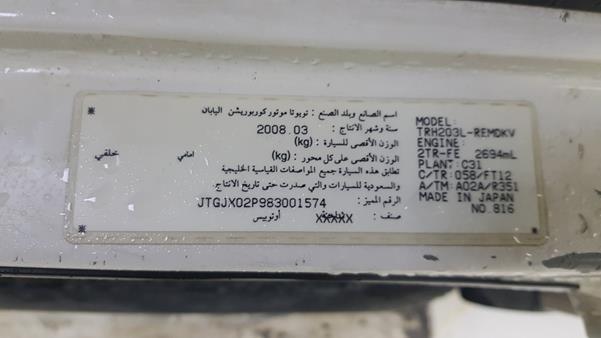 اسم الصانع وبلد الصنع : تويوتا موتور كوربوريشن اليابان
سنة وشهر الانتاج : 2008.03
الوزن الأقصى للسيارة : (kg)
الوزن الأقصى على كل محور : (kg) امامي خلفي
تطابق هذه السيارة جميع المواصفات القياسية الخليجية
والسعودية للسيارات والتي صدرت حتى تاريخ الانتاج .
الرقم المميز : JTGJX02P983001574
صنف : XXXXX أوتوبيس
MODEL:
TRH203L-REMDKV
ENGINE:
2TR-FE 2694mL
PLANT: C31
C/TR: 058/FT12
A/TM: A02A/R351
MADE IN JAPAN
NO. 816